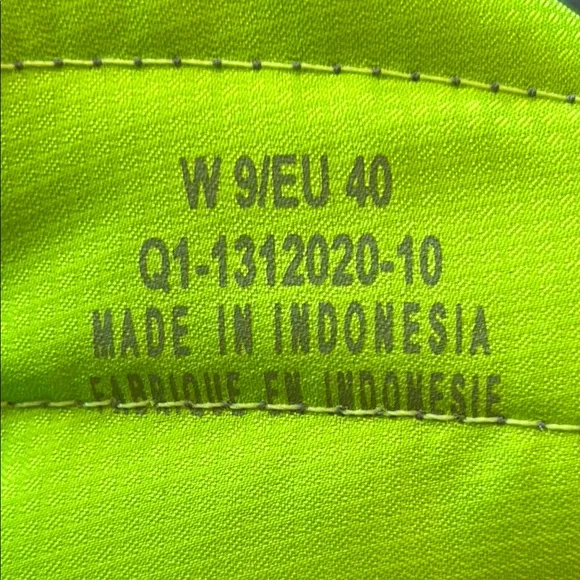 W 9/EU 40
Q1-1312020-10
MADE IN INDONESIA
FABRIQUE EN INDONESIE